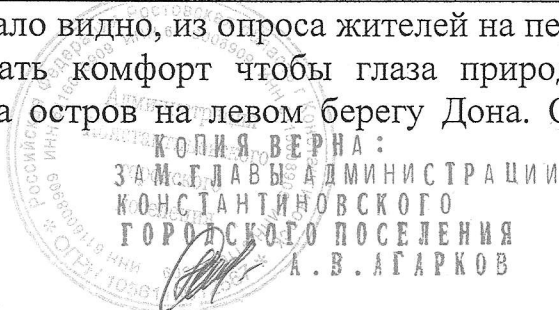 ало видно, из опроса жителей на пе
ать комфорт чтобы глаза природ
а остров на левом берегу Дона. С
КОПИЯ ВЕРНА:
ЗАМ.ГЛАВЫ АДМИНИСТРАЦИИ
КОНСТАНТИНОВСКОГО
ГОРОДСКОГО ПОСЕЛЕНИЯ
А.В.АГАРКОВ